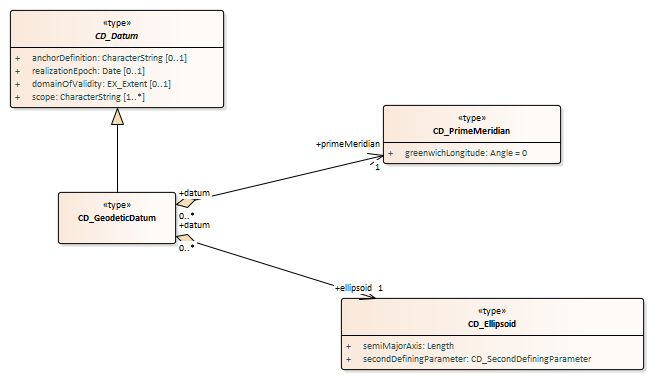 «type»
CD_Datum
+ anchorDefinition: CharacterString [0..1]
+ realizationEpoch: Date [0..1]
+ domainOfValidity: EX_Extent [0..1]
+ scope: CharacterString [1..*]
«type»
CD_PrimeMeridian
+ greenwichLongitude: Angle = 0
+primeMeridian
1
«type»
CD_GeodeticDatum
+datum
0..*
+datum
0..*
+ellipsoid 1
«type»
CD_Ellipsoid
+ semiMajorAxis: Length
+ secondDefiningParameter: CD_SecondDefiningParameter